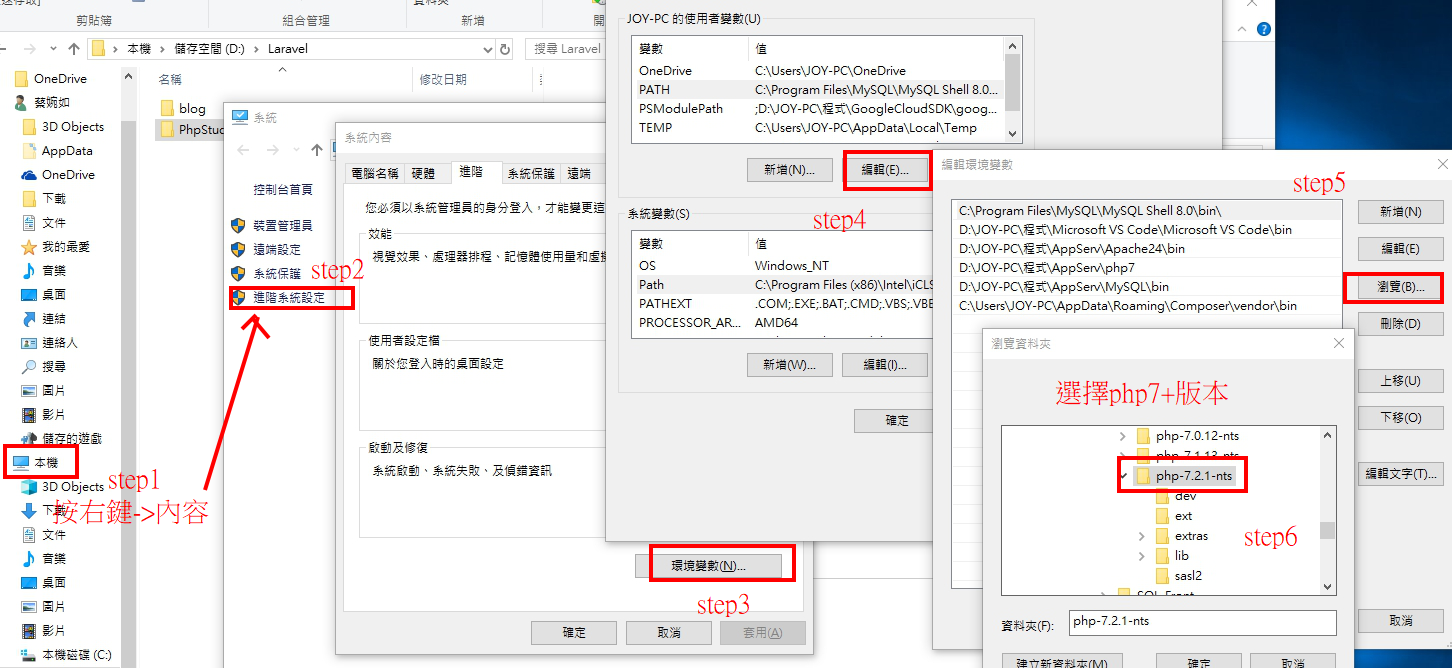 剪貼簿
組合管理
新增
本機 > 儲存空間 (D:) > Laravel
搜尋 Laravel
OneDrive
蔡婉如
3D Objects
AppData
OneDrive
下載
文件
我的最愛
音樂
桌面
連結
連絡人
搜尋
圖片
影片
儲存的遊戲
本機
3D Objects
下載
文件
音樂
桌面
圖片
影片
本機磁碟 (C:)
step1
按右鍵->內容
名稱
修改日期
blog
PhpStud
系統
控制台首頁
裝置管理員
遠端設定
系統保護
step2
進階系統設定
系統內容
電腦名稱
硬體
進階
系統保護
遠端
您必須以系統管理員的身分登入，才能變更這
效能
視覺效果、處理器排程、記憶體使用量和虛擬
使用者設定檔
關於您登入時的桌面設定
啟動及修復
系統啟動、系統失敗、及偵錯資訊
環境變數(N)...
step3
確定
取消
套用(A)
JOY-PC 的使用者變數(U)
變數 值
OneDrive C:\Users\JOY-PC\OneDrive
PATH C:\Program Files\MySQL\MySQL Shell 8.0...
PSModulePath ;D:\JOY-PC\程式\GoogleCloudSDK\goog...
TEMP C:\Users\JOY-PC\AppData\Local\Temp
新增(N)...
編輯(E)...
step4
系統變數(S)
變數 值
OS Windows_NT
Path C:\Program Files (x86)\Intel\iCLS
PATHEXT .COM;.EXE;.BAT;.CMD;.VBS;.VBE
PROCESSOR_AR... AMD64
新增(W)...
編輯(I)...
確定
編輯環境變數
step5
C:\Program Files\MySQL\MySQL Shell 8.0\bin\
D:\JOY-PC\程式\Microsoft VS Code\Microsoft VS Code\bin
D:\JOY-PC\程式\AppServ\Apache24\bin
D:\JOY-PC\程式\AppServ\php7
D:\JOY-PC\程式\AppServ\MySQL\bin
C:\Users\JOY-PC\AppData\Roaming\Composer\vendor\bin
新增(N)
編輯(E)
瀏覽(B)...
刪除(D)
上移(U)
下移(O)
編輯文字(T)...
取消
瀏覽資料夾
選擇php7+版本
php-7.0.12-nts
php-7.1.13-nts
php-7.2.1-nts
dev
ext
extras
lib
sasl2
SQL-Front
step6
資料夾(F):
php-7.2.1-nts
建立新資料夾(M)
確定
取消